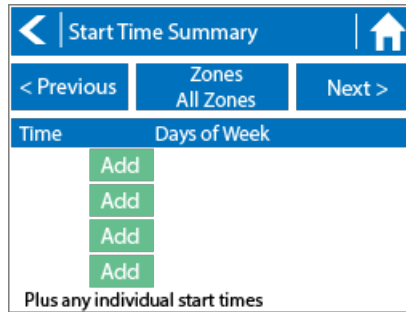 Start Time Summary
< Previous
Zones
All Zones
Next >
Time Days of Week
Add
Add
Add
Add
Plus any individual start times